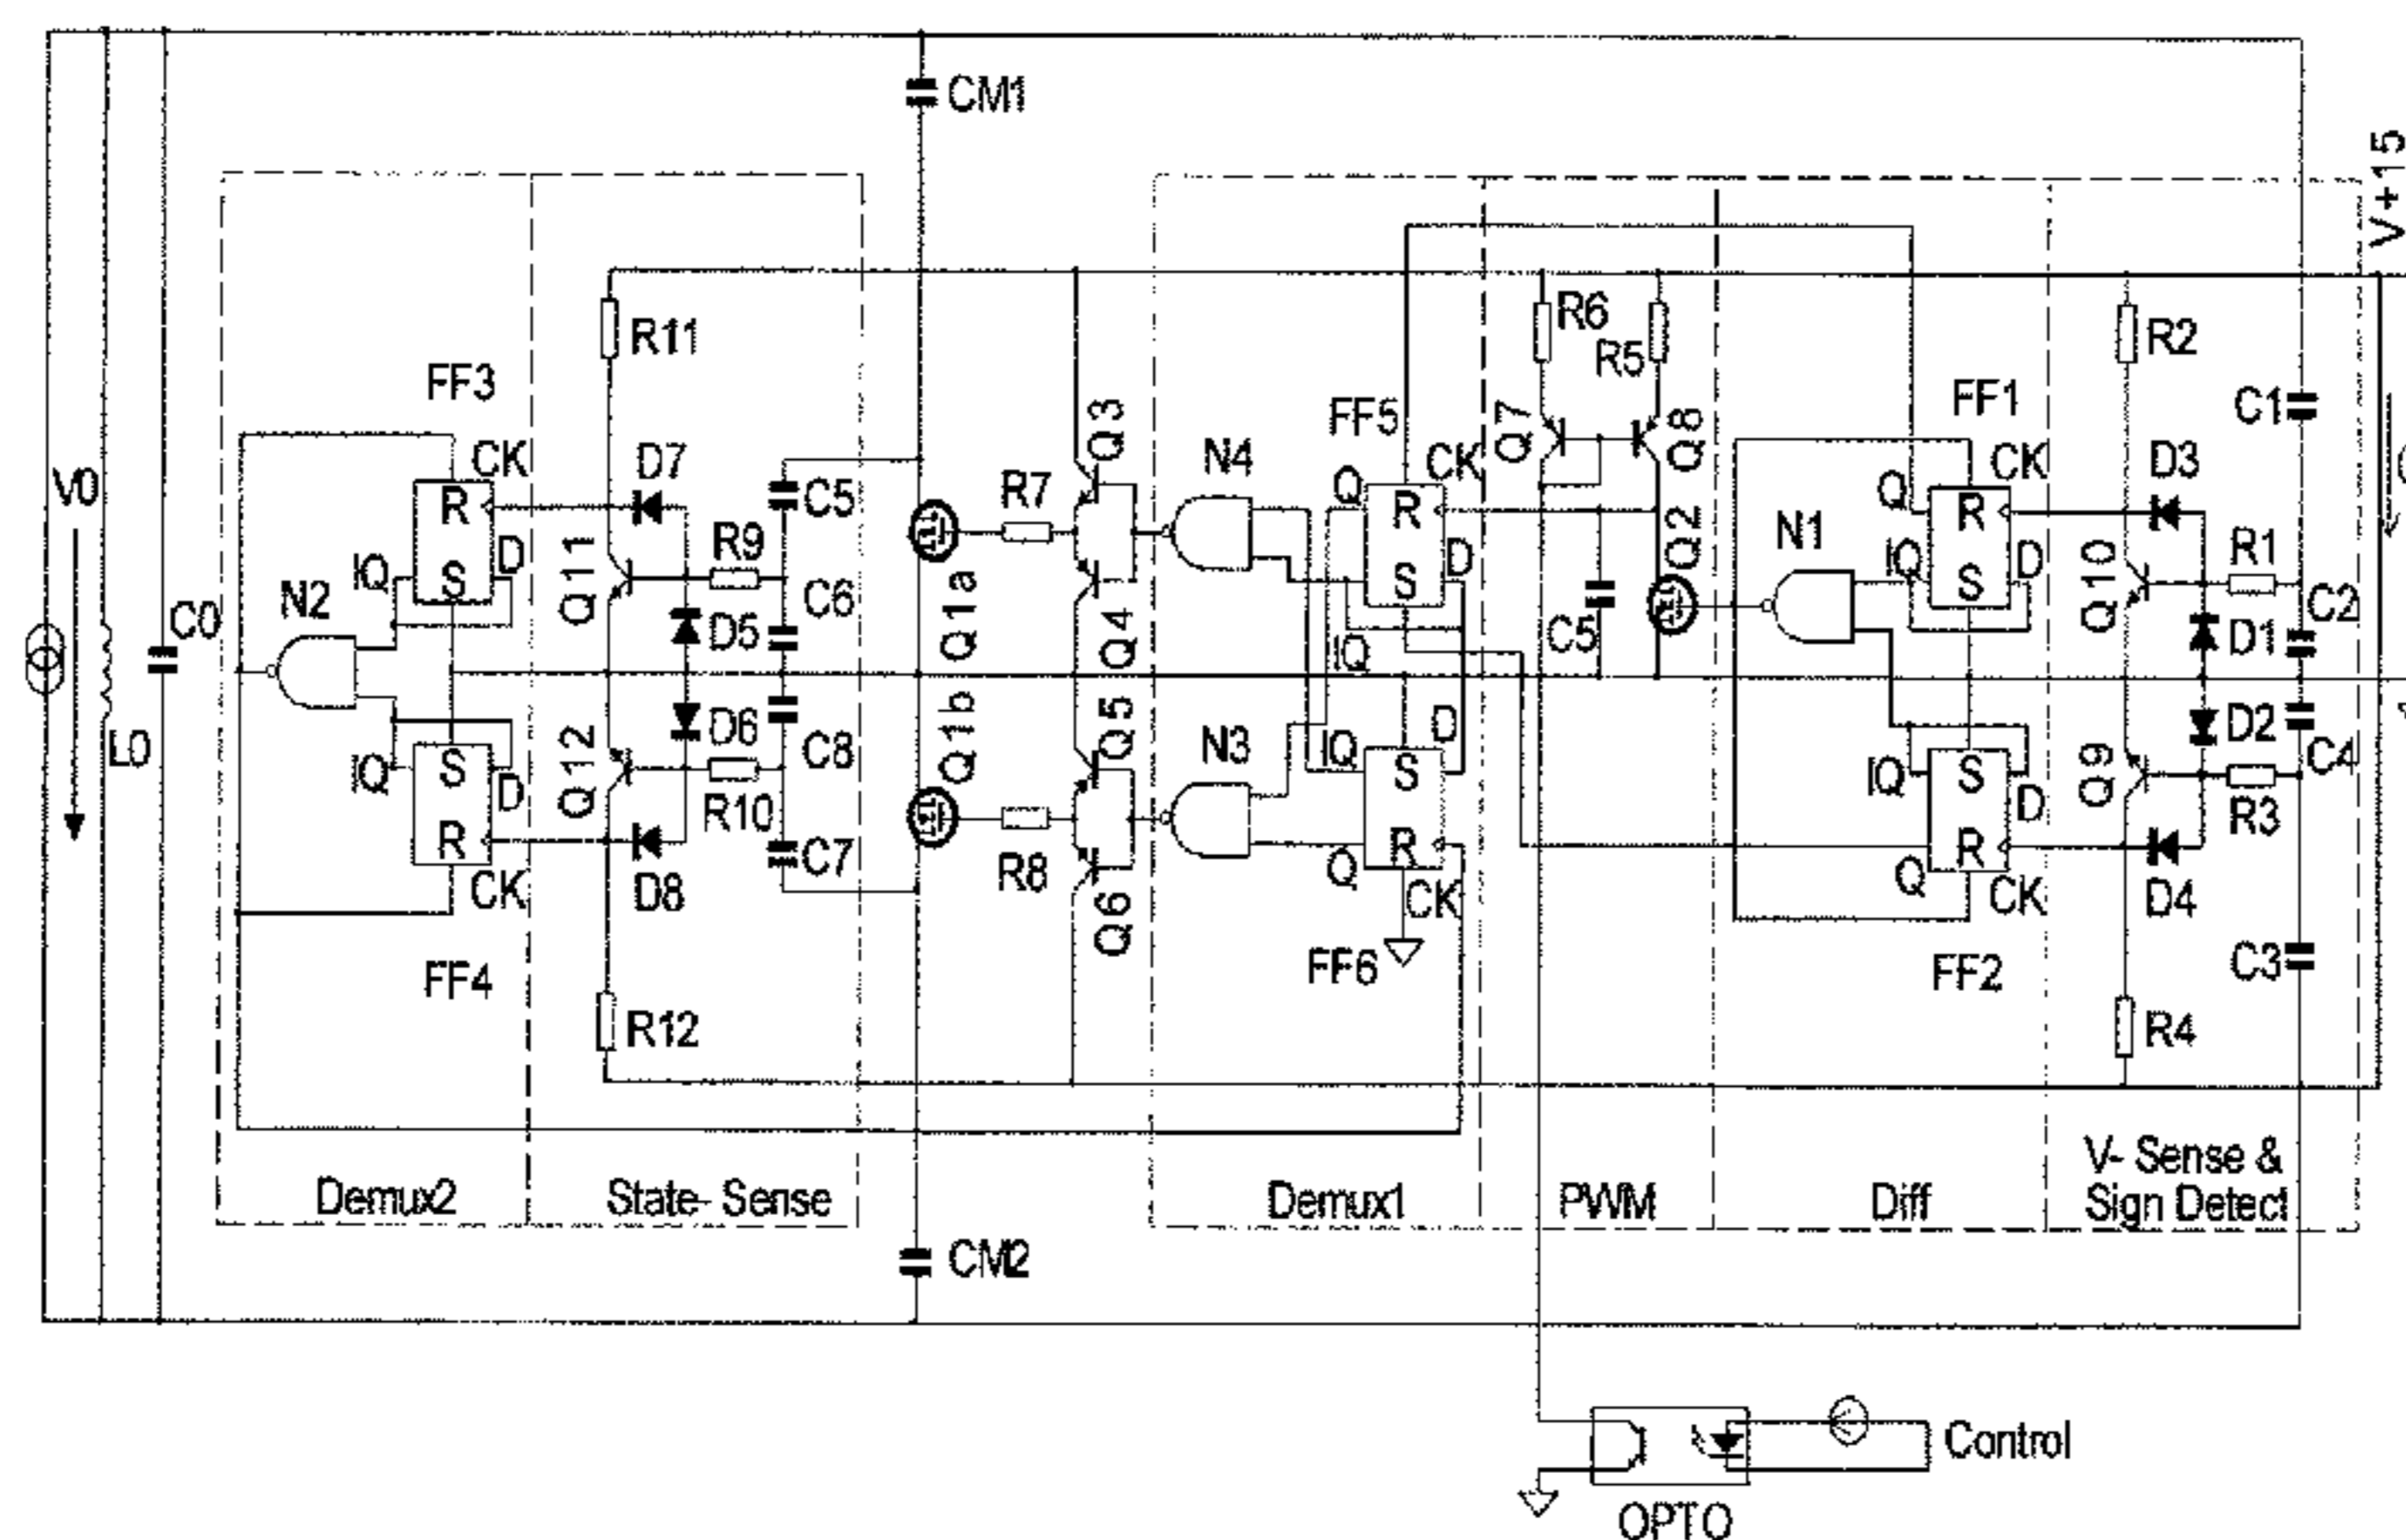 CM1
V+15
R11
R6
R5
R2
FF3
FF5
FF1
C1
Q3
Q7
Q8
CK
D7
N4
Q
CK
Q
CK
D3
V0
R
C5
R7
R
Q2
N1
R
R1
IQ
D
Q11
R9
D
IQ
D
Q10
N2
S
C6
Q1a
S
S
C2
C0
D5
Q4
C5
D1
IQ
L0
D6
C8
Q1b
Q5
N3
IQ
D
D2
C4
IQ
S
D
Q12
R10
S
IQ
S
D
Q9
R3
R
C7
R
R
CK
D8
R8
Q
CK
Q
CK
D4
Q6
C3
FF4
FF6
FF2
R12
R4
Demux2
State-Sense
Demux1
PWM
Diff
V-Sense &
Sign Detect
CM2
Control
OPTO